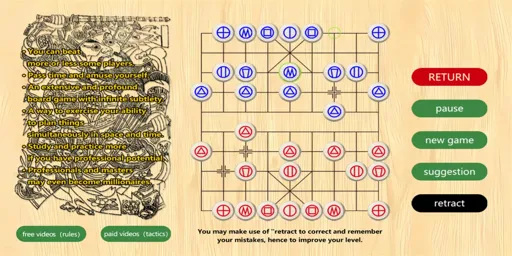 • You can beat
more or less some players.
• Pass time and amuse yourself.
• An extensive and profound
board game with infinite subtlety
• A way to exercise your ability
to plan things
simultaneously in space and time.
• Study and practice more
if you have professional potential.
• Professionals and masters
may even become millionaires.
free videos (rules)
paid videos (tactics)
RETURN
pause
new game
suggestion
retract
You may make use of "retract to correct and remember
your mistakes, hence to improve your level.